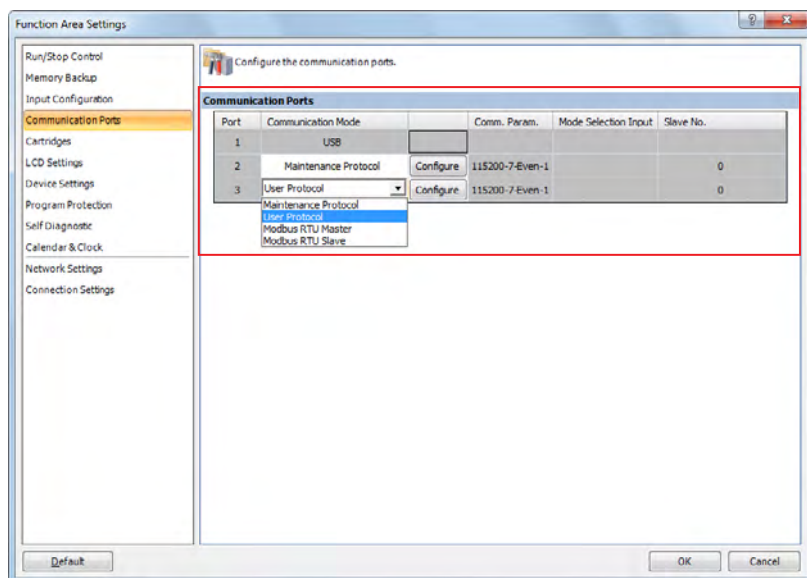 Function Area Settings
Run/Stop Control
Memory Backup
Input Configuration
Communication Ports
Cartridges
LCD Settings
Device Settings
Program Protection
Self Diagnostic
Calendar & Clock
Network Settings
Connection Settings
Configure the communication ports.
Communication Ports
Port Communication Mode Comm. Param. Mode Selection Input Slave No.
1 USB
2 Maintenance Protocol Configure 115200-7-Even-1 0
3 User Protocol Configure 115200-7-Even-1 0
Maintenance Protocol
User Protocol
Modbus RTU Master
Modbus RTU Slave
Default OK Cancel